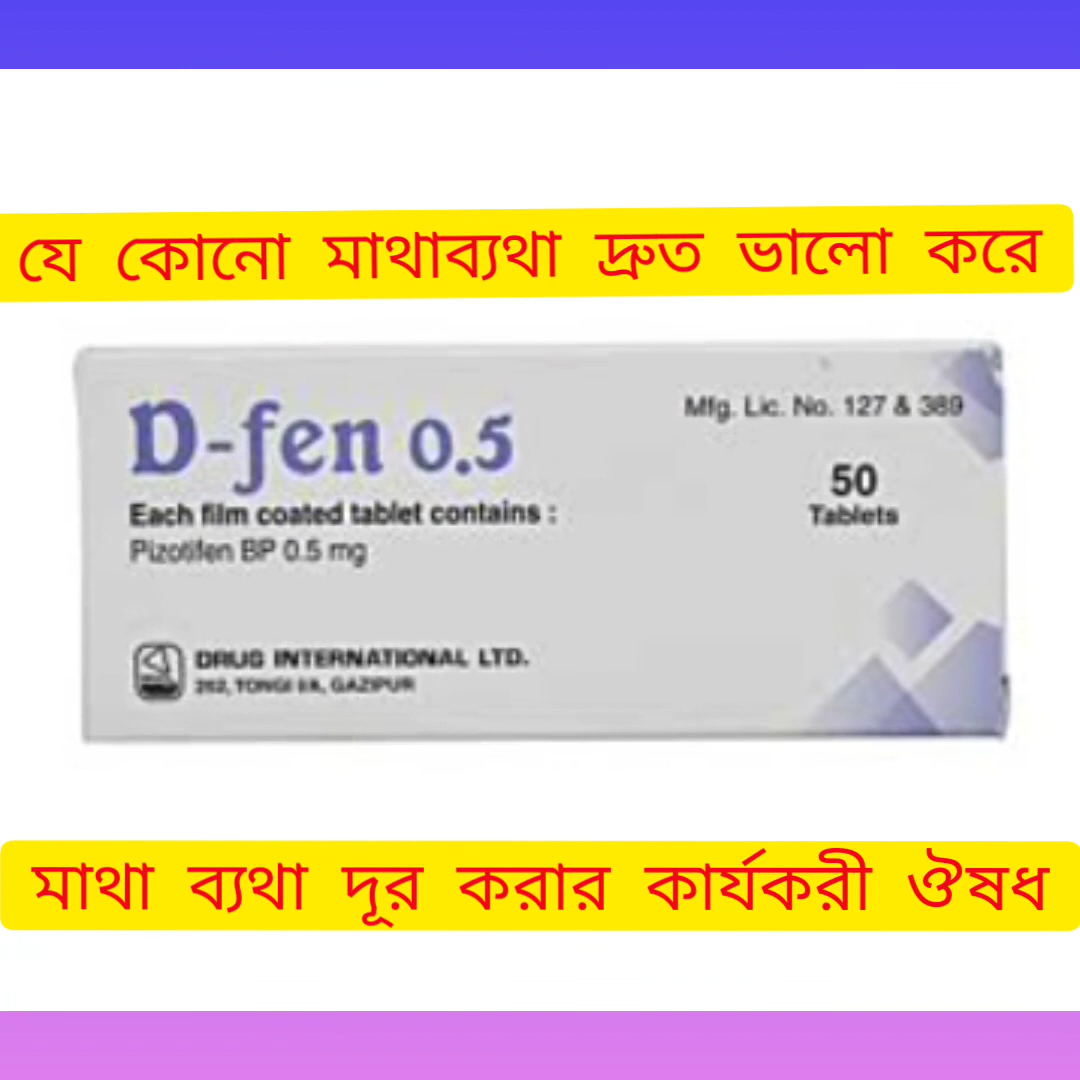 যে কোনো মাথাব্যথা দ্রুত ভালো করে
D-fen 0.5
Mfg. Lic. No. 127 & 389
50
Tablets
Each film coated tablet contains :
Pizotifen BP 0.5 mg
DRUG INTERNATIONAL LTD.
252, TONGI I/A, GAZIPUR
মাথা ব্যথা দূর করার কার্যকরী ঔষধ